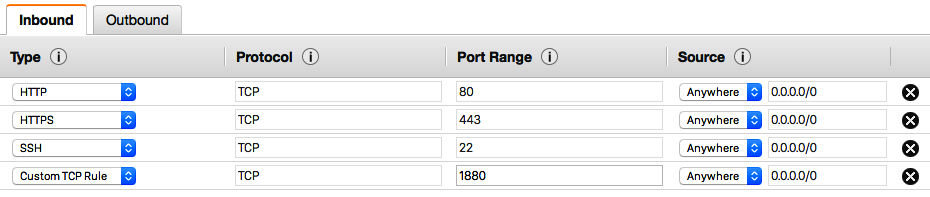 Inbound Outbound
Type i Protocol i Port Range i Source i
HTTP TCP 80 Anywhere 0.0.0.0/0
HTTPS TCP 443 Anywhere 0.0.0.0/0
SSH TCP 22 Anywhere 0.0.0.0/0
Custom TCP Rule TCP 1880 Anywhere 0.0.0.0/0